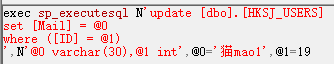 exec sp_executesql N'update [dbo].[HKSJ_USERS]
set [Mail] = @0
where ([ID] = @1)
',N'@0 varchar(30),@1 int',@0='猫mao1',@1=19